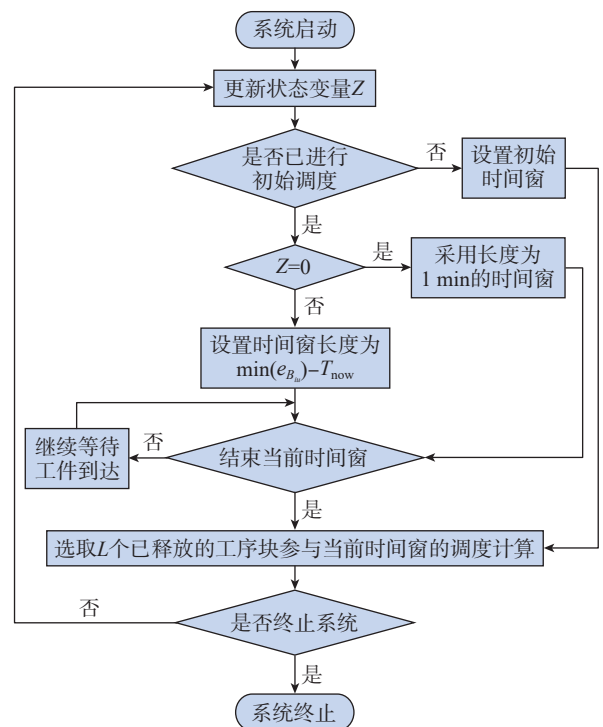 系统启动
更新状态变量Z
是否已进行
初始调度
否
设置初始
时间窗
是
Z=0
是
采用长度为
1 min的时间窗
否
设置时间窗长度为
min(e_{B_{iu}})−T_{now}
继续等待
工件到达
否
结束当前时间窗
是
选取L个已释放的工序块参与当前时间窗的调度计算
否
是否终止系统
是
系统终止